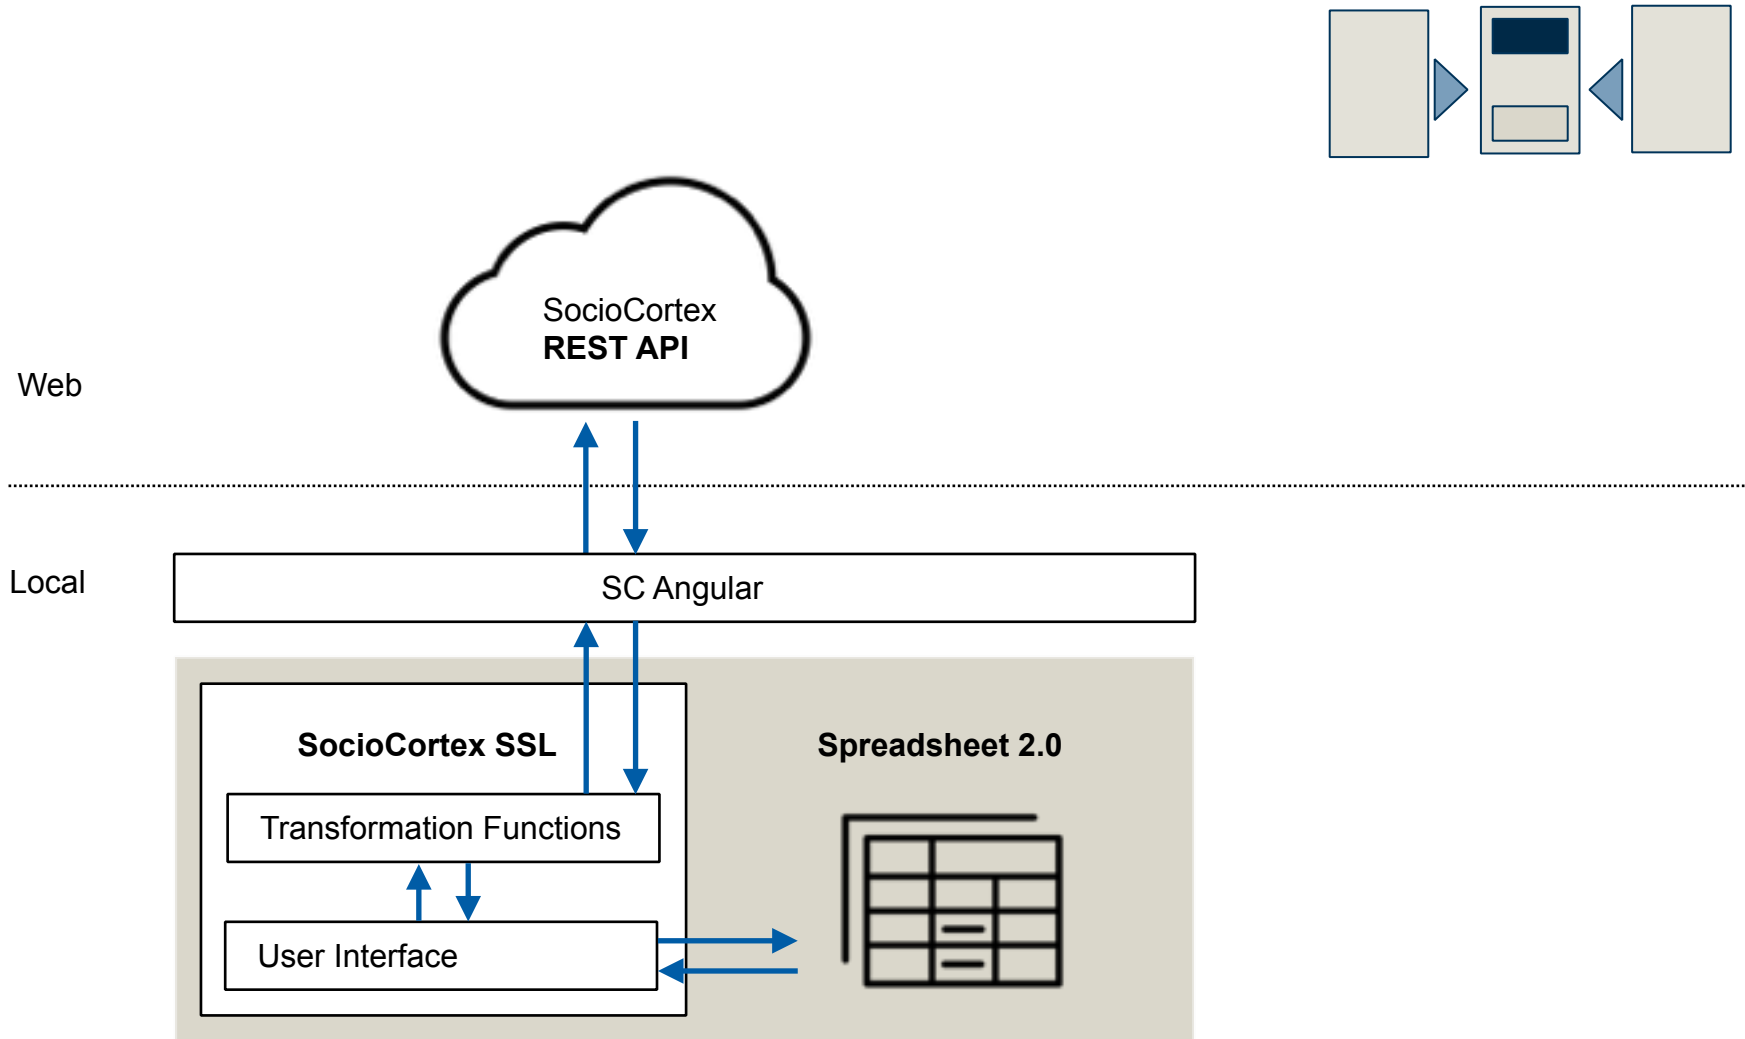 SocioCortex
REST API
Web
Local
SC Angular
SocioCortex SSL
Spreadsheet 2.0
Transformation Functions
User Interface